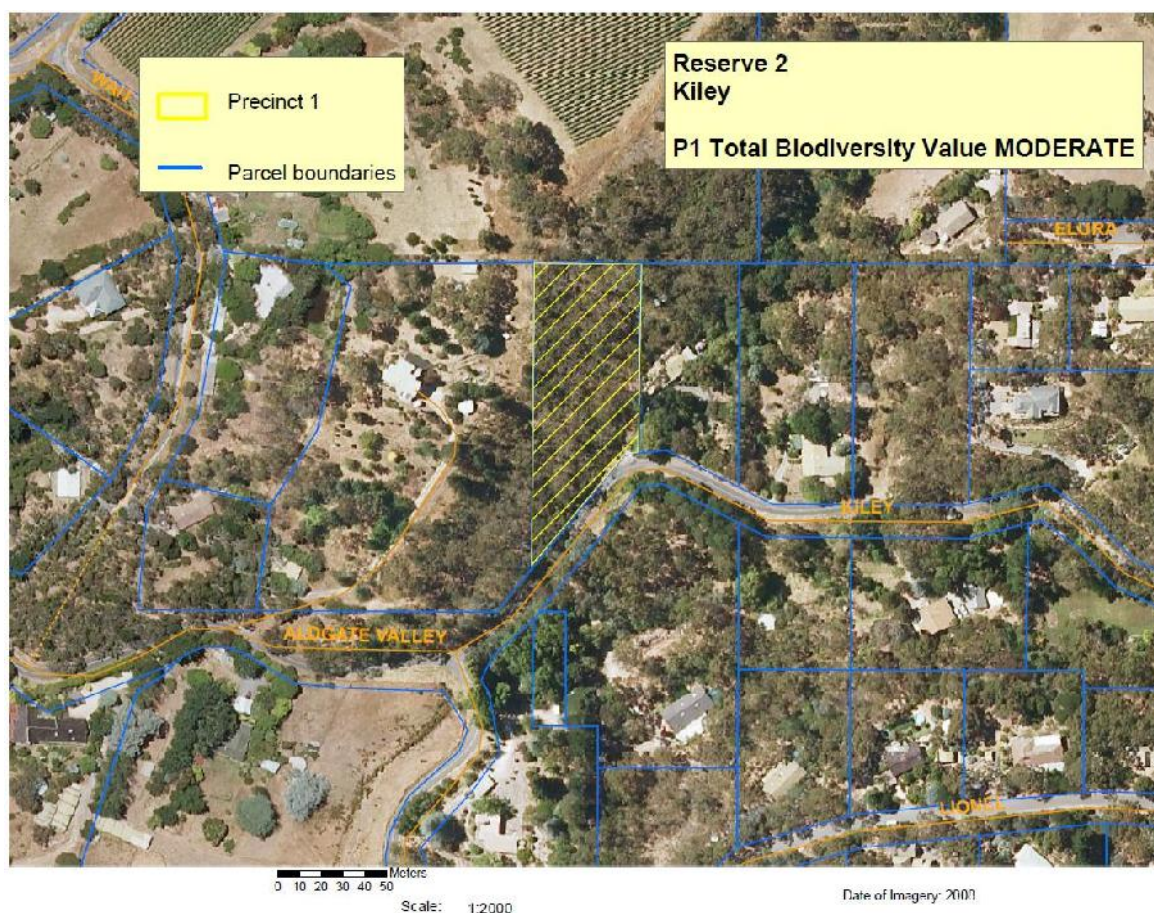 Precinct 1
Parcel boundaries
Reserve 2
Kiley
P1 Total Biodiversity Value MODERATE
ELURA
KILEY
ALDGATE VALLEY
LIONEL
Meters
0 10 20 30 40 50
Scale: 1:2000
Date of Imagery: 2008